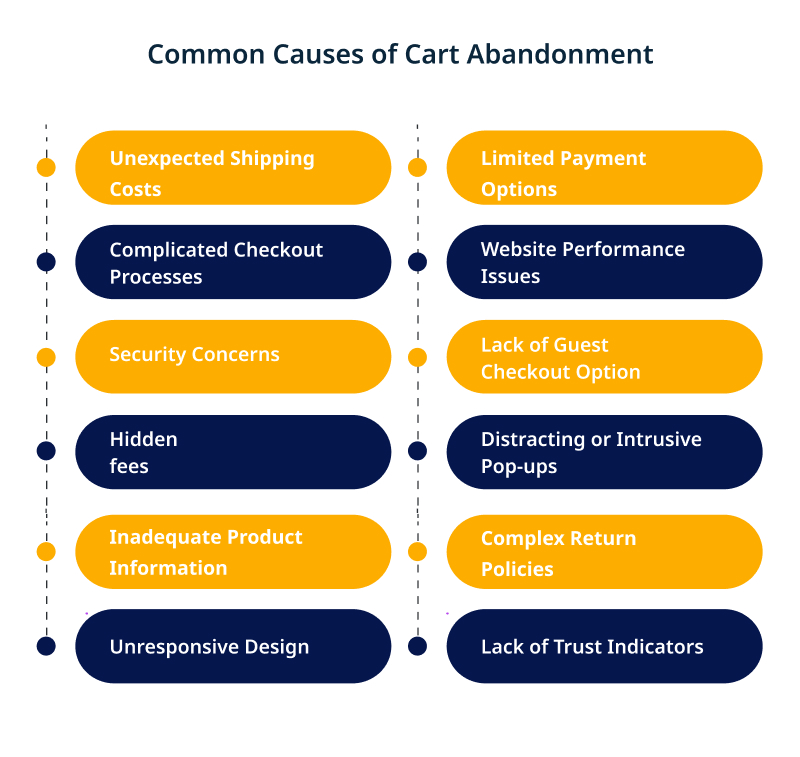 Common Causes of Cart Abandonment
Unexpected Shipping
Costs
Complicated Checkout
Processes
Security Concerns
Hidden
fees
Inadequate Product
Information
Unresponsive Design
Limited Payment
Options
Website Performance
Issues
Lack of Guest
Checkout Option
Distracting or Intrusive
Pop-ups
Complex Return
Policies
Lack of Trust Indicators